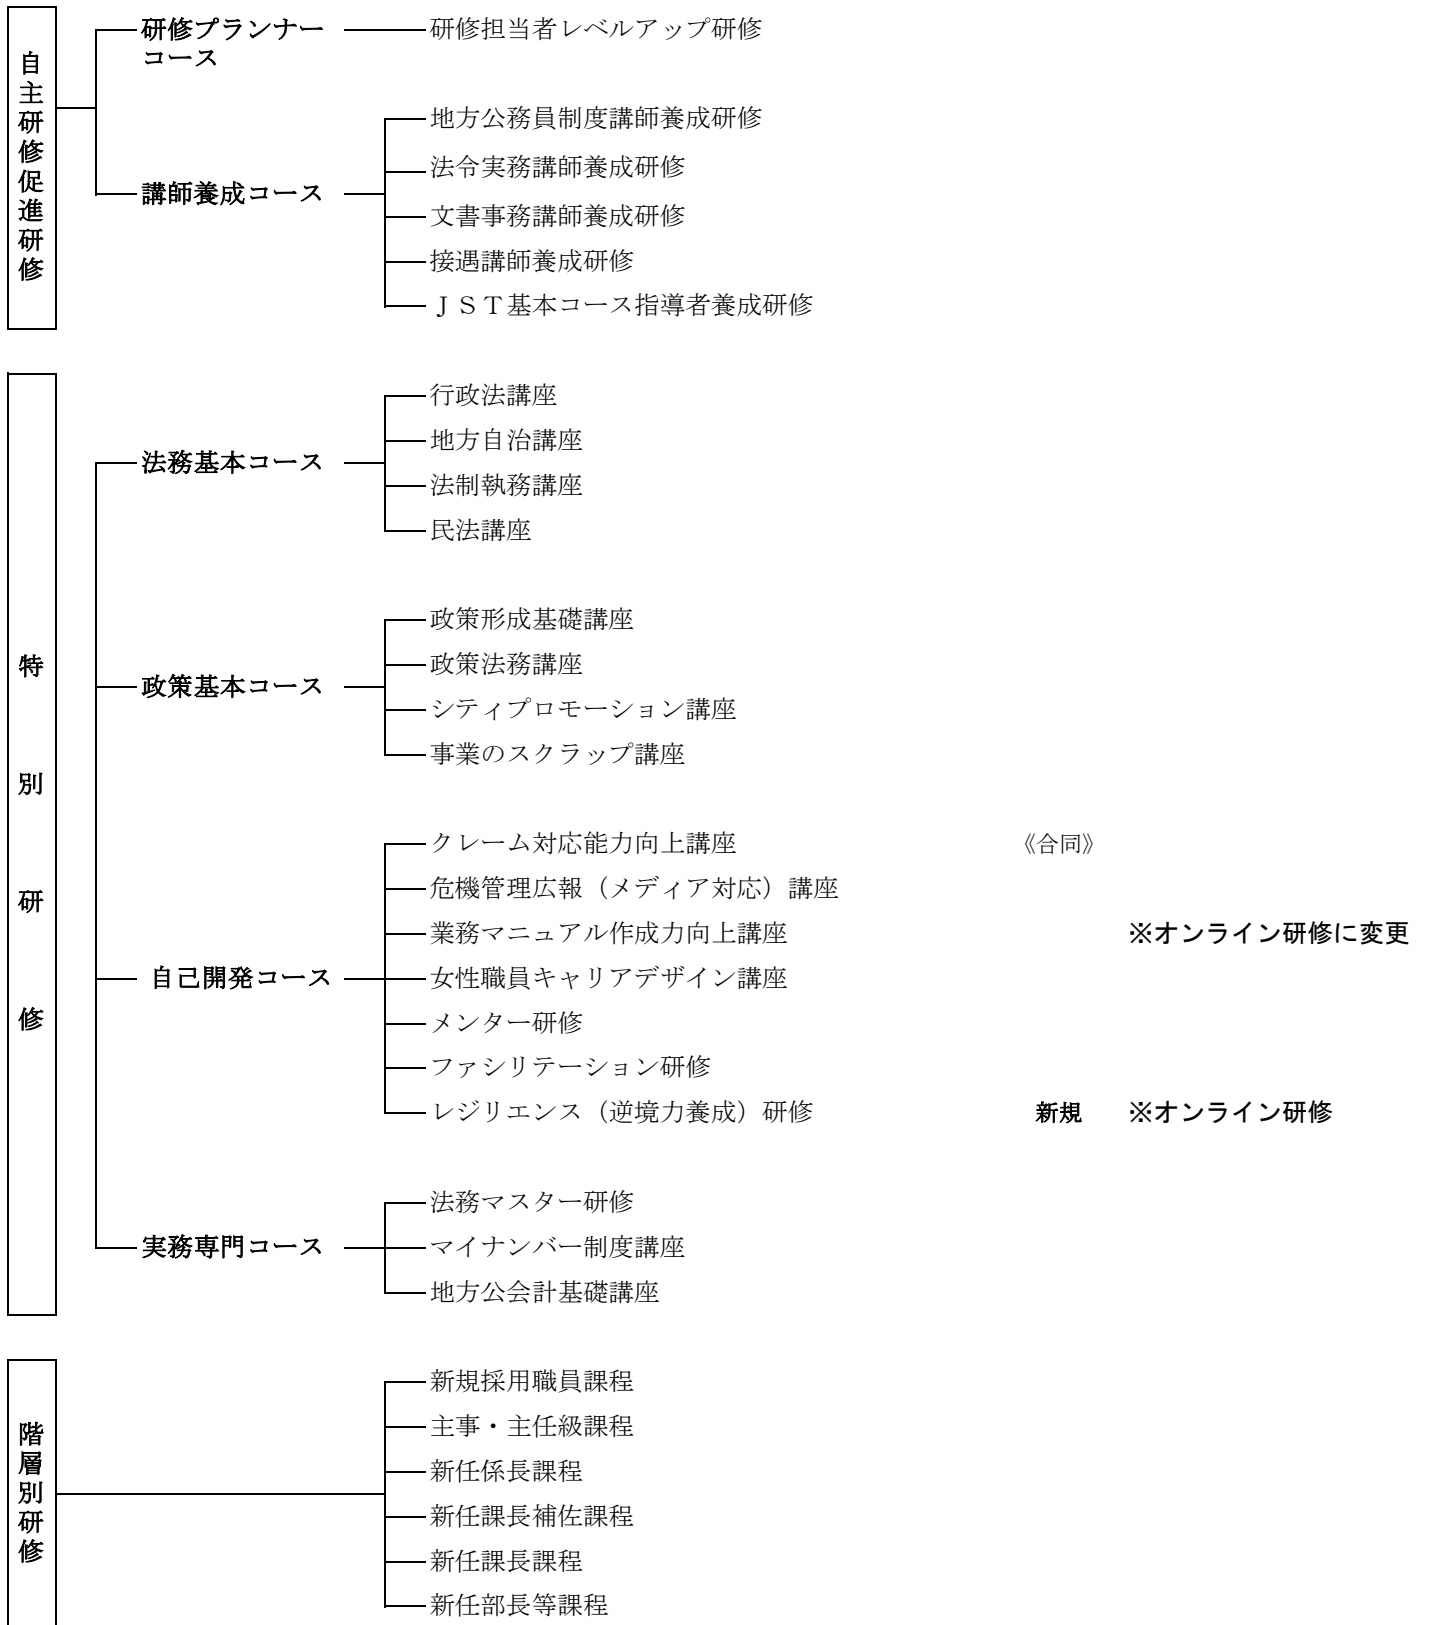 自主研修促進研修
研修プランナー
コース
研修担当者レベルアップ研修
講師養成コース
地方公務員制度講師養成研修
法令実務講師養成研修
文書事務講師養成研修
接遇講師養成研修
ＪＳＴ基本コース指導者養成研修
特別研修
法務基本コース
行政法講座
地方自治講座
法制執務講座
民法講座
政策基本コース
政策形成基礎講座
政策法務講座
シティプロモーション講座
事業のスクラップ講座
自己開発コース
クレーム対応能力向上講座 《合同》
危機管理広報（メディア対応）講座
業務マニュアル作成力向上講座 ※オンライン研修に変更
女性職員キャリアデザイン講座
メンター研修
ファシリテーション研修
レジリエンス（逆境力養成）研修 新規 ※オンライン研修
実務専門コース
法務マスター研修
マイナンバー制度講座
地方公会計基礎講座
階層別研修
新規採用職員課程
主事・主任級課程
新任係長課程
新任課長補佐課程
新任課長課程
新任部長等課程